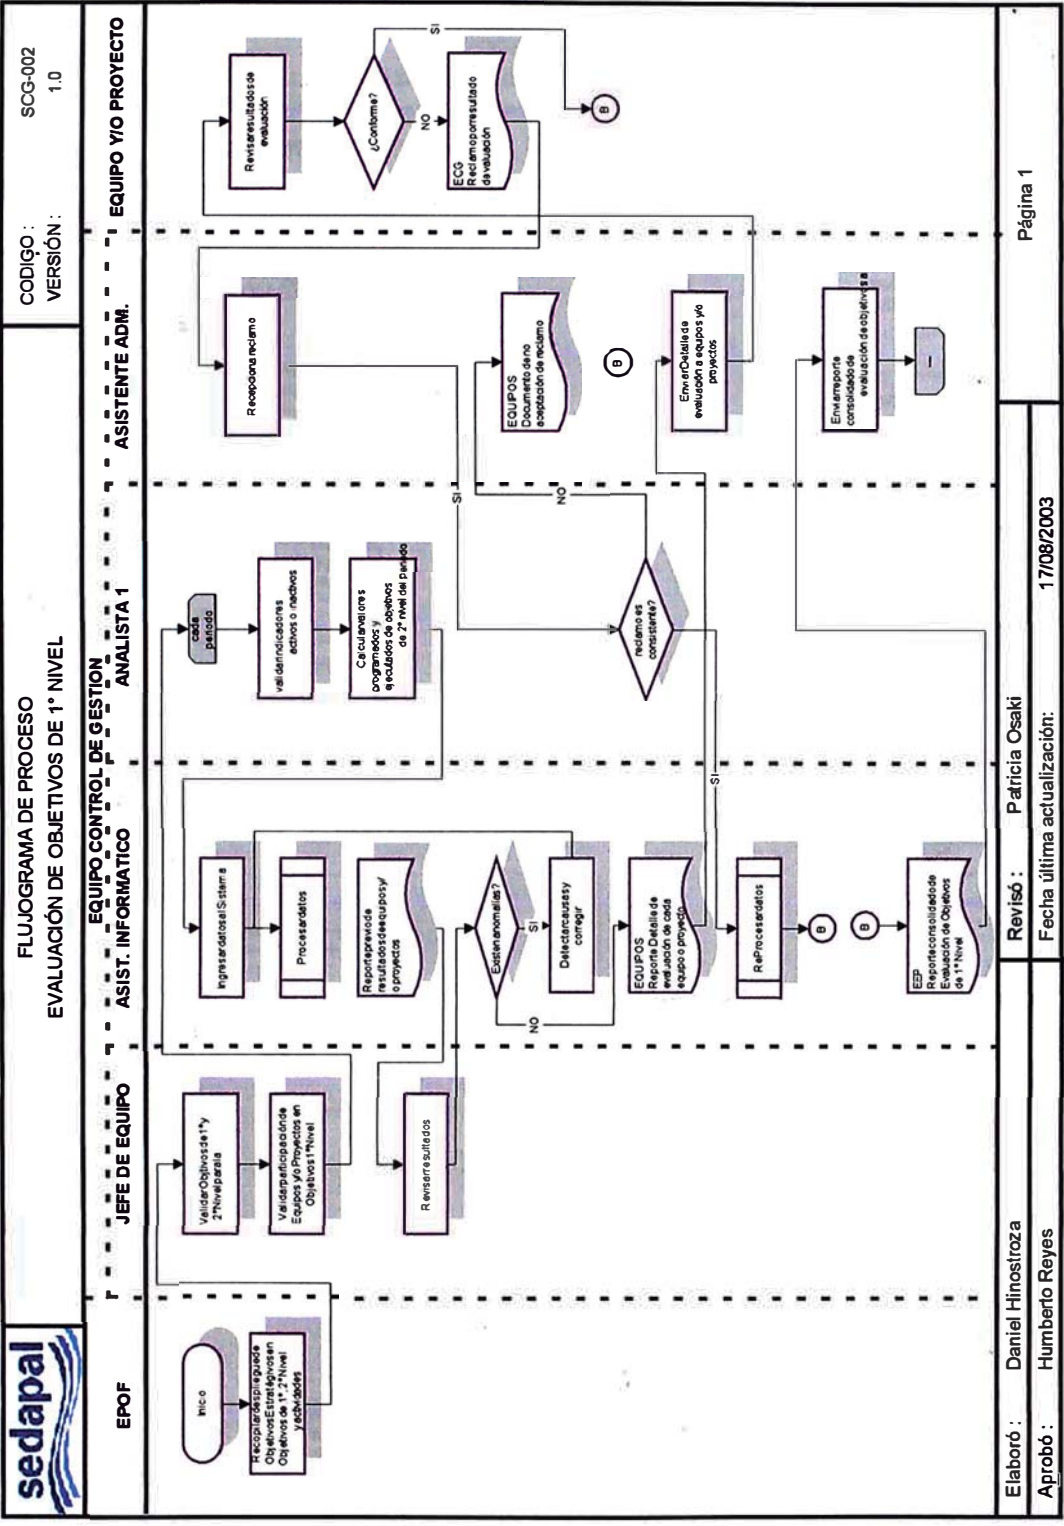 sedapal
FLUJOGRAMA DE PROCESO
EVALUACIÓN DE OBJETIVOS DE 1° NIVEL
CODIGO : SCG-002
VERSIÓN : 1.0
EQUIPO CONTROL DE GESTION
EPOF
JEFE DE EQUIPO
ASIST. INFORMATICO
ANALISTA 1
ASISTENTE ADM.
EQUIPO Y/O PROYECTO
Inicio
Recopilar despliegue de
Objetivos Estratégivos en
Objetivos de 1°, 2° Nivel
y actividades
Validar Objtivos de 1° y
2° Nivel para la
Validar participación de
Equipos y/o Proyectos en
Objetivos 1° Nivel
Revisar resultados
Ingresar datos al Sistema
Procesar datos
Reporte previo de
resultados de equipos y/
o proyectos
Existen anomalías?
SI
NO
Detectar causas y
corregir
EQUIPOS
Reporte Detalle de
evaluación de cada
equipo o proyecto
ReProcesar datos
B
B
EEP
Reporte consolidado de
Evaluación de Objetivos
de 1° Nivel
cada
periodo
validar indicadores
activos o inactivos
Calcular valores
programados y
ejecutados de objetivos
de 2° nivel del periodo
SI
reclamo es
consistente?
NO
SI
Recepciona reclamo
EQUIPOS
Documento de no
aceptación de reclamo
B
Enviar Detalle de
evaluación a equipos y/o
proyectos
Enviar reporte
consolidado de
evaluación de objetivos a
Revisar resultados de
evaluación
¿Conforme?
SI
NO
ECG
Reclamo por resultado
de valuación
B
Elaboró : Daniel Hinostroza
Revisó : Patricia Osaki
Página 1
Aprobó : Humberto Reyes
Fecha última actualización: 17/08/2003